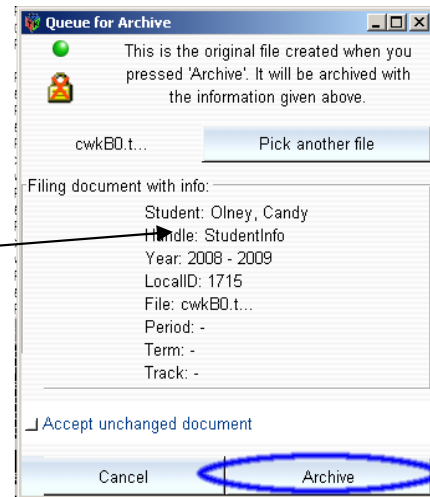 Queue for Archive
This is the original file created when you
pressed 'Archive'. It will be archived with
the information given above.
cwkB0.t...
Pick another file
Filing document with info:
Student: Olney, Candy
Handle: StudentInfo
Year: 2008 - 2009
LocalID: 1715
File: cwkB0.t...
Period: -
Term: -
Track: -
Accept unchanged document
Cancel
Archive